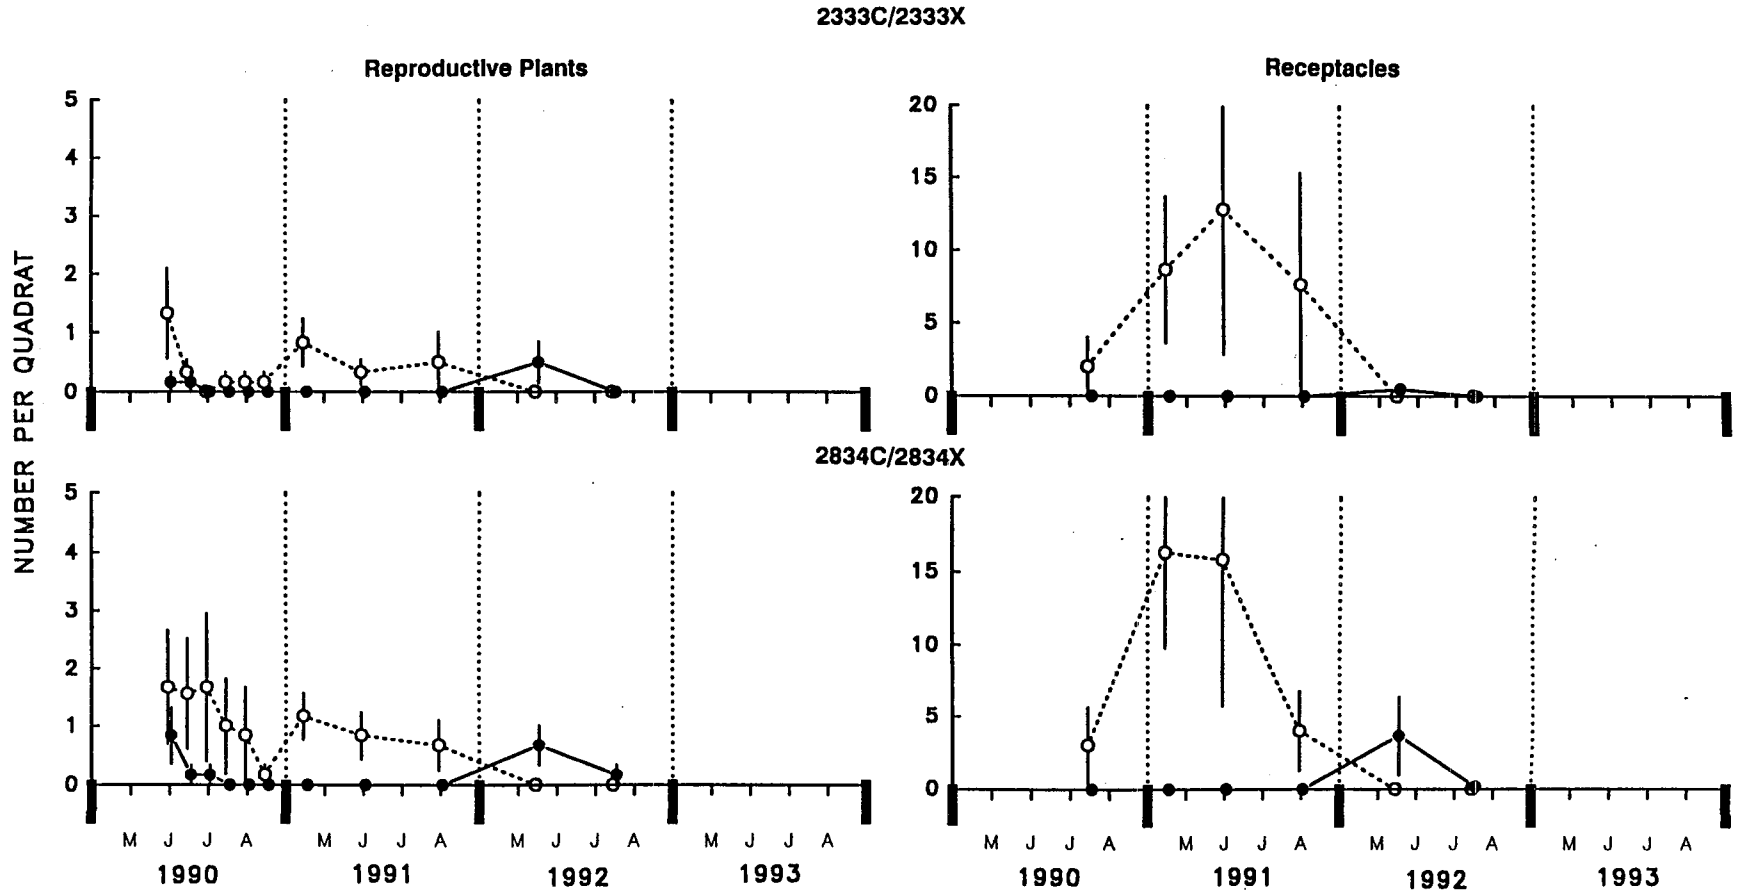 2333C/2333X
Reproductive Plants
Receptacles
5
4
3
2
1
0
20
15
10
5
0
NUMBER PER QUADRAT
2834C/2834X
5
4
3
2
1
0
20
15
10
5
0
M J J A M J J A M J J A M J J A
1990 1991 1992 1993
M J J A M J J A M J J A M J J A
1990 1991 1992 1993